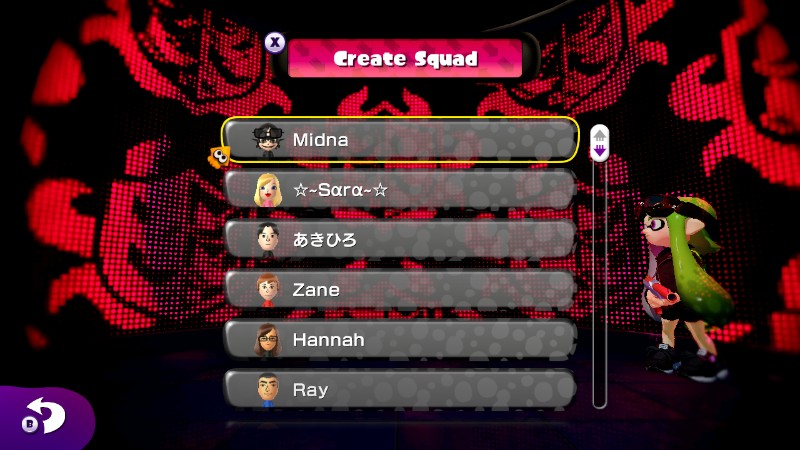 X
Create Squad
Midna
☆~Sαrα~☆
あきひろ
Zane
Hannah
Ray
B